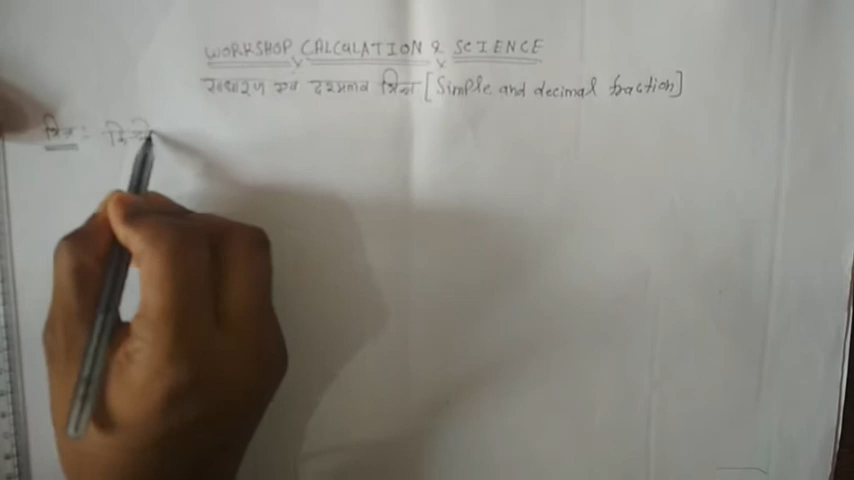 WORKSHOP CALCULATION & SCIENCE
साधारण एवं दशमलव भिन्न [Simple and decimal fraction]
भिन्न : किसी